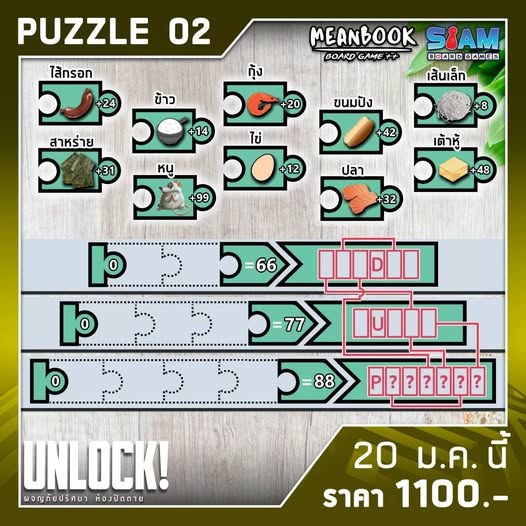 PUZZLE 02
MEANBOOK
BOARD GAME ++
SIAM
BOARD GAMES
ไส้กรอก
+24
ข้าว
+14
กุ้ง
+20
ขนมปัง
+42
เส้นเล็ก
+8
สาหร่าย
+31
หนู
+99
ไข่
+12
ปลา
+32
เต้าหู้
+48
0 =66 D
0 =77 U
0 =88 P???????
UNLOCK!
ผจญภัยปริศนา ห้องปิดตาย
20 ม.ค. นี้
ราคา 1100.-